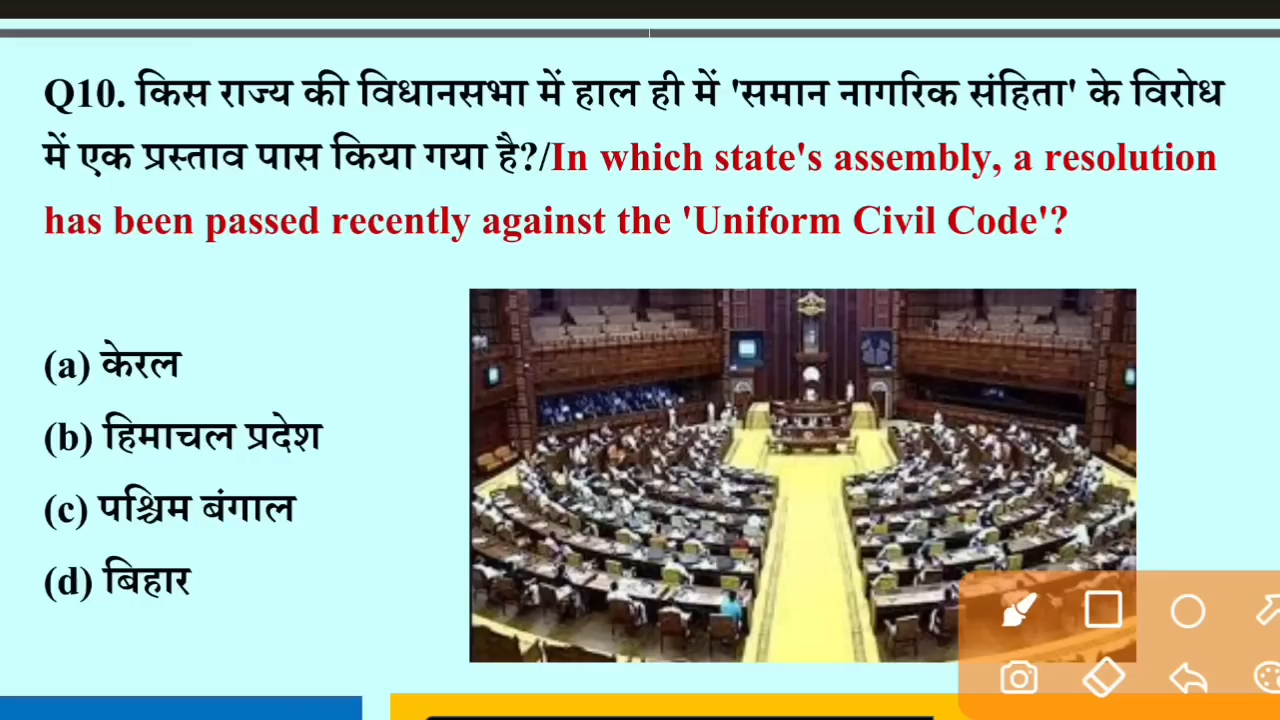 Q10. किस राज्य की विधानसभा में हाल ही में 'समान नागरिक संहिता' के विरोध
में एक प्रस्ताव पास किया गया है?/In which state's assembly, a resolution
has been passed recently against the 'Uniform Civil Code'?
(a) केरल
(b) हिमाचल प्रदेश
(c) पश्चिम बंगाल
(d) बिहार